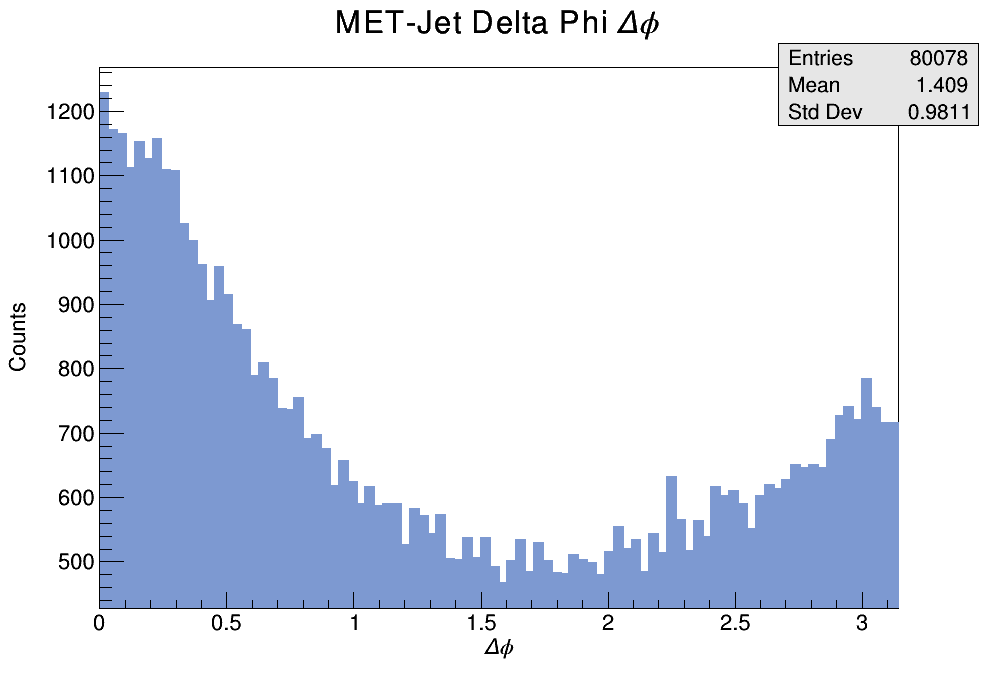 MET-Jet Delta Phi Δϕ
Entries 80078
Mean 1.409
Std Dev 0.9811
Counts
1200
1100
1000
900
800
700
600
500
0 0.5 1 1.5 2 2.5 3
Δϕ